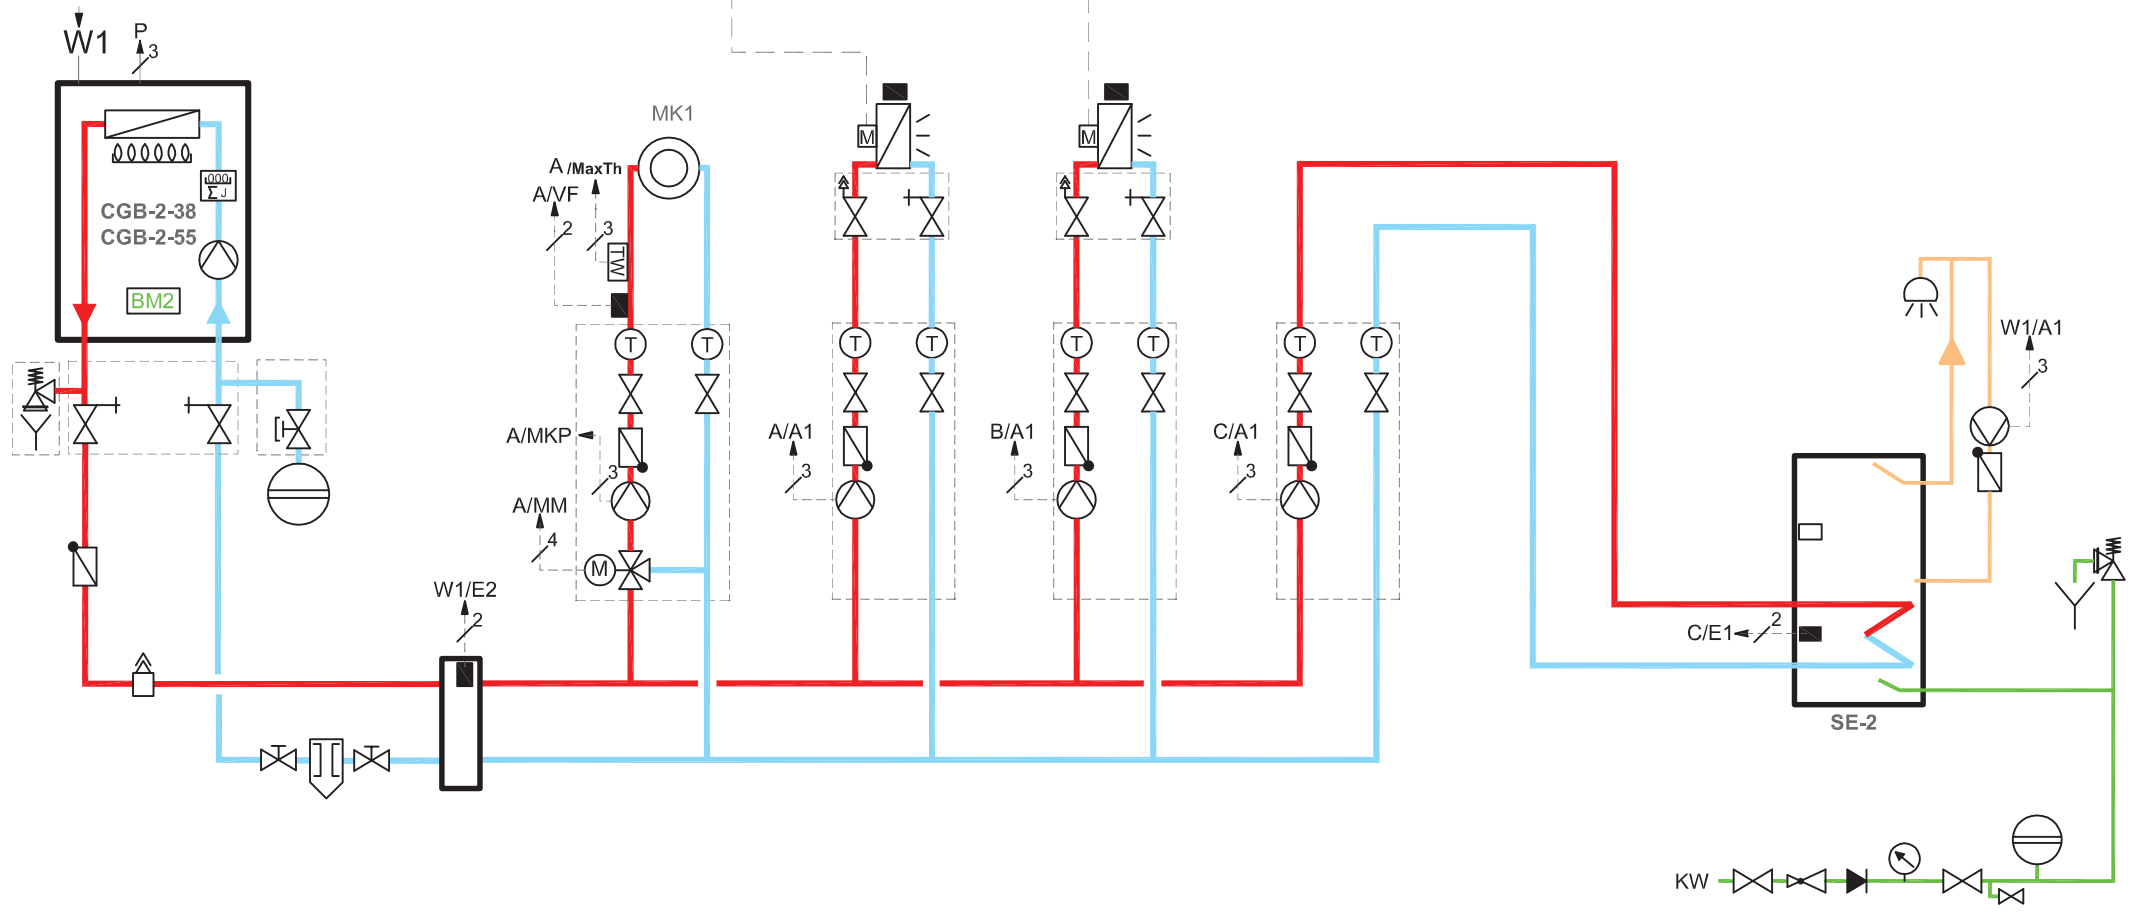 W1
P
3
CGB-2-38
CGB-2-55
000
Σ J
BM2
MK1
A /MaxTh
A/VF
2
3
TW
T
T
A/MKP
3
A/MM
4
M
W1/E2
2
M
T
T
A/A1
3
M
T
T
B/A1
3
T
T
C/A1
3
W1/A1
3
C/E1
2
SE-2
KW